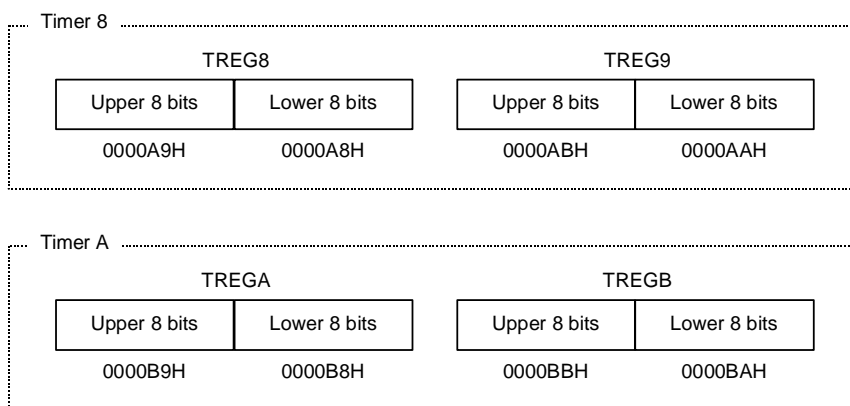 Timer 8
TREG8 TREG9
Upper 8 bits Lower 8 bits Upper 8 bits Lower 8 bits
0000A9H 0000A8H 0000ABH 0000AAH
Timer A
TREGA TREGB
Upper 8 bits Lower 8 bits Upper 8 bits Lower 8 bits
0000B9H 0000B8H 0000BBH 0000BAH